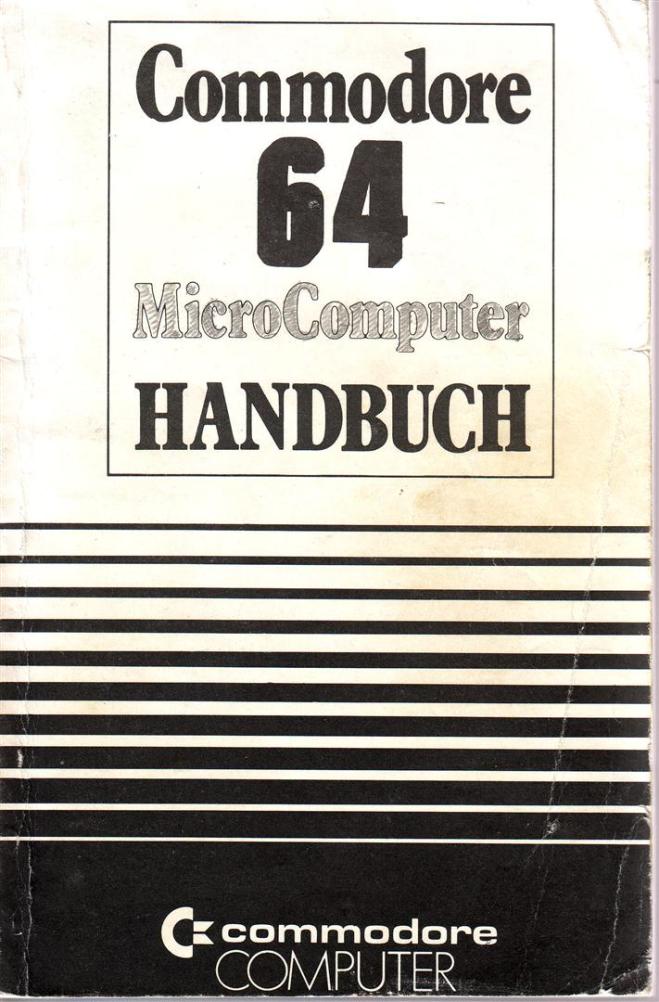 Commodore
64
MicroComputer
HANDBUCH
commodore
COMPUTER